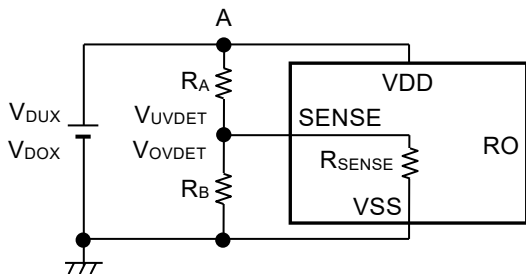 A
RA
VDD
VDUX
VUVDET
SENSE
VDOX
VOVDET
RSENSE
RO
RB
VSS